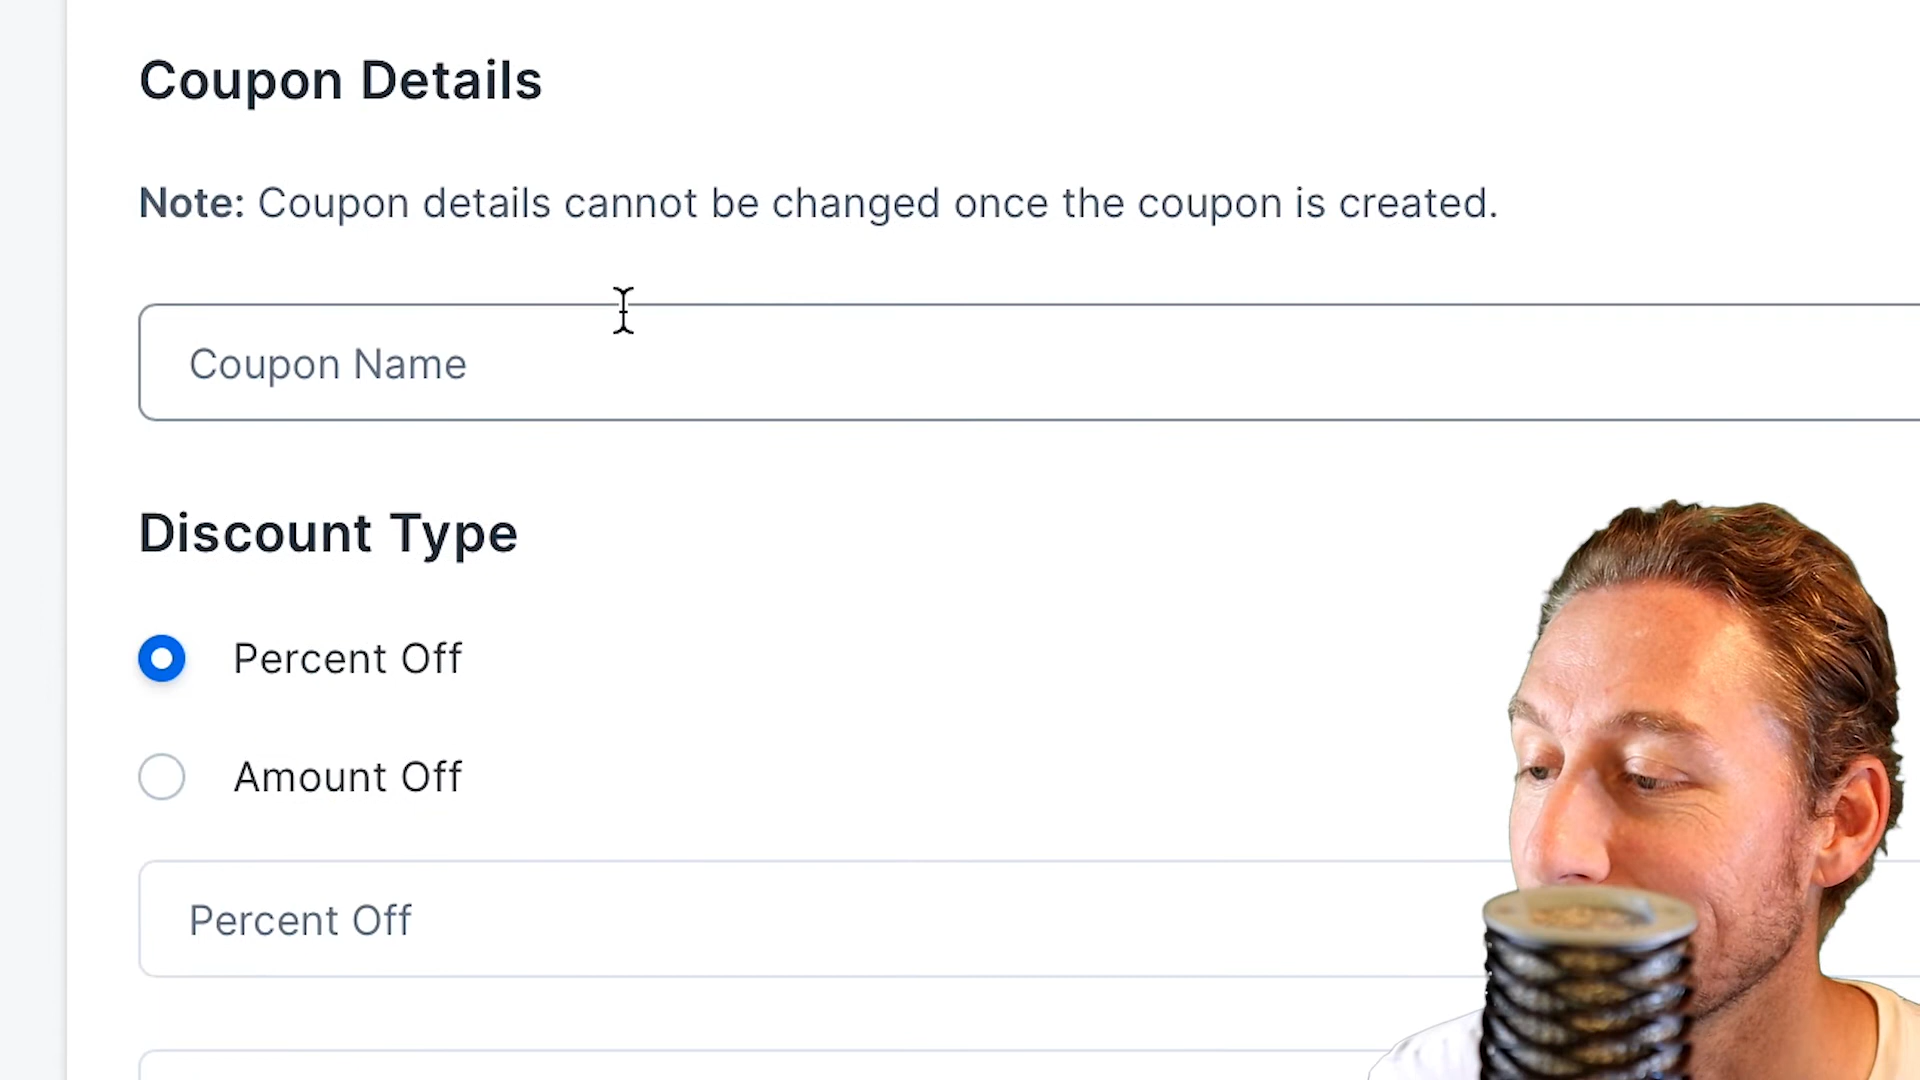 Coupon Details
Note: Coupon details cannot be changed once the coupon is created.
Coupon Name
Discount Type
Percent Off
Amount Off
Percent Off